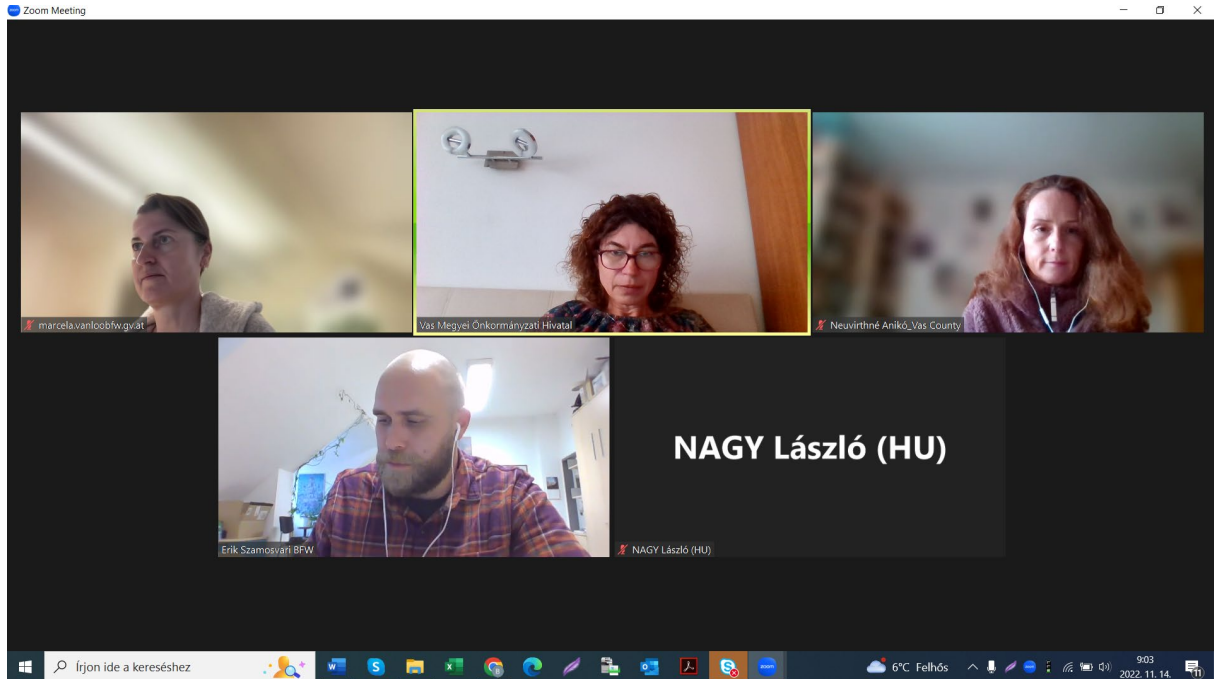 Zoom Meeting
marcela.vanloobfw.gv.at
Vas Megyei Önkormányzati Hivatal
Neuvirthné Anikó_Vas County
Erik Szamosvari BFW
NAGY László (HU)
NAGY László (HU)
Írjon ide a kereséshez
6°C Felhős
9:03
2022. 11. 14.
11